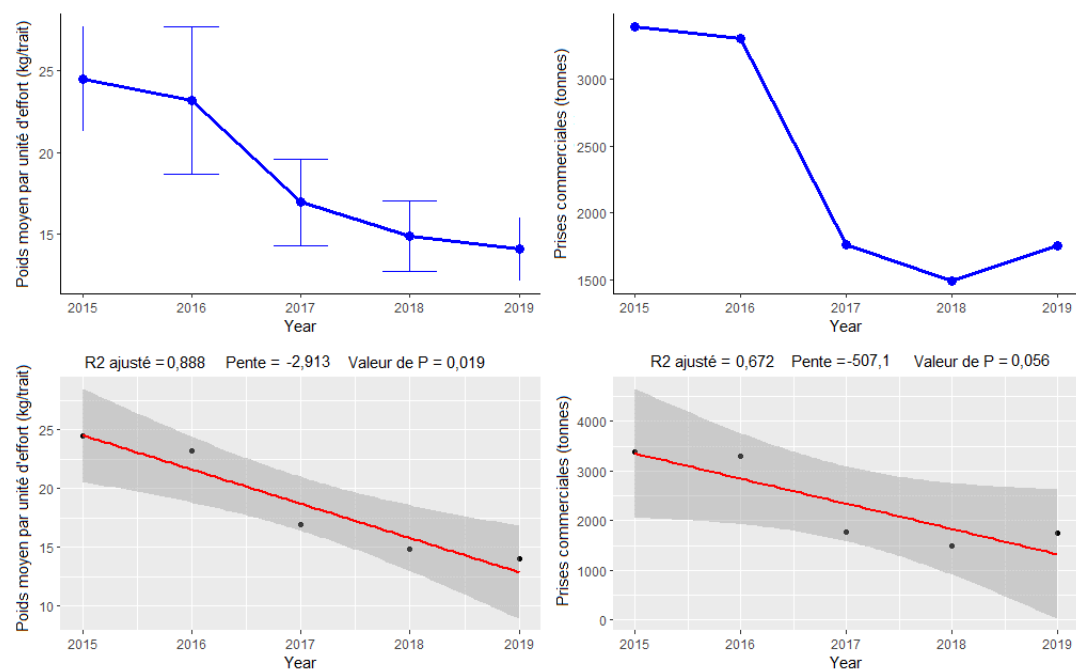 Poids moyen par unité d'effort (kg/trait)
25
20
15
2015 2016 2017 2018 2019
Year
Prises commerciales (tonnes)
3000
2500
2000
1500
2015 2016 2017 2018 2019
Year
R2 ajusté = 0,888 Pente = -2,913 Valeur de P = 0,019
Poids moyen par unité d'effort (kg/trait)
25
20
15
10
2015 2016 2017 2018 2019
Year
R2 ajusté = 0,672 Pente = -507,1 Valeur de P = 0,056
Prises commerciales (tonnes)
4000
3000
2000
1000
0
2015 2016 2017 2018 2019
Year